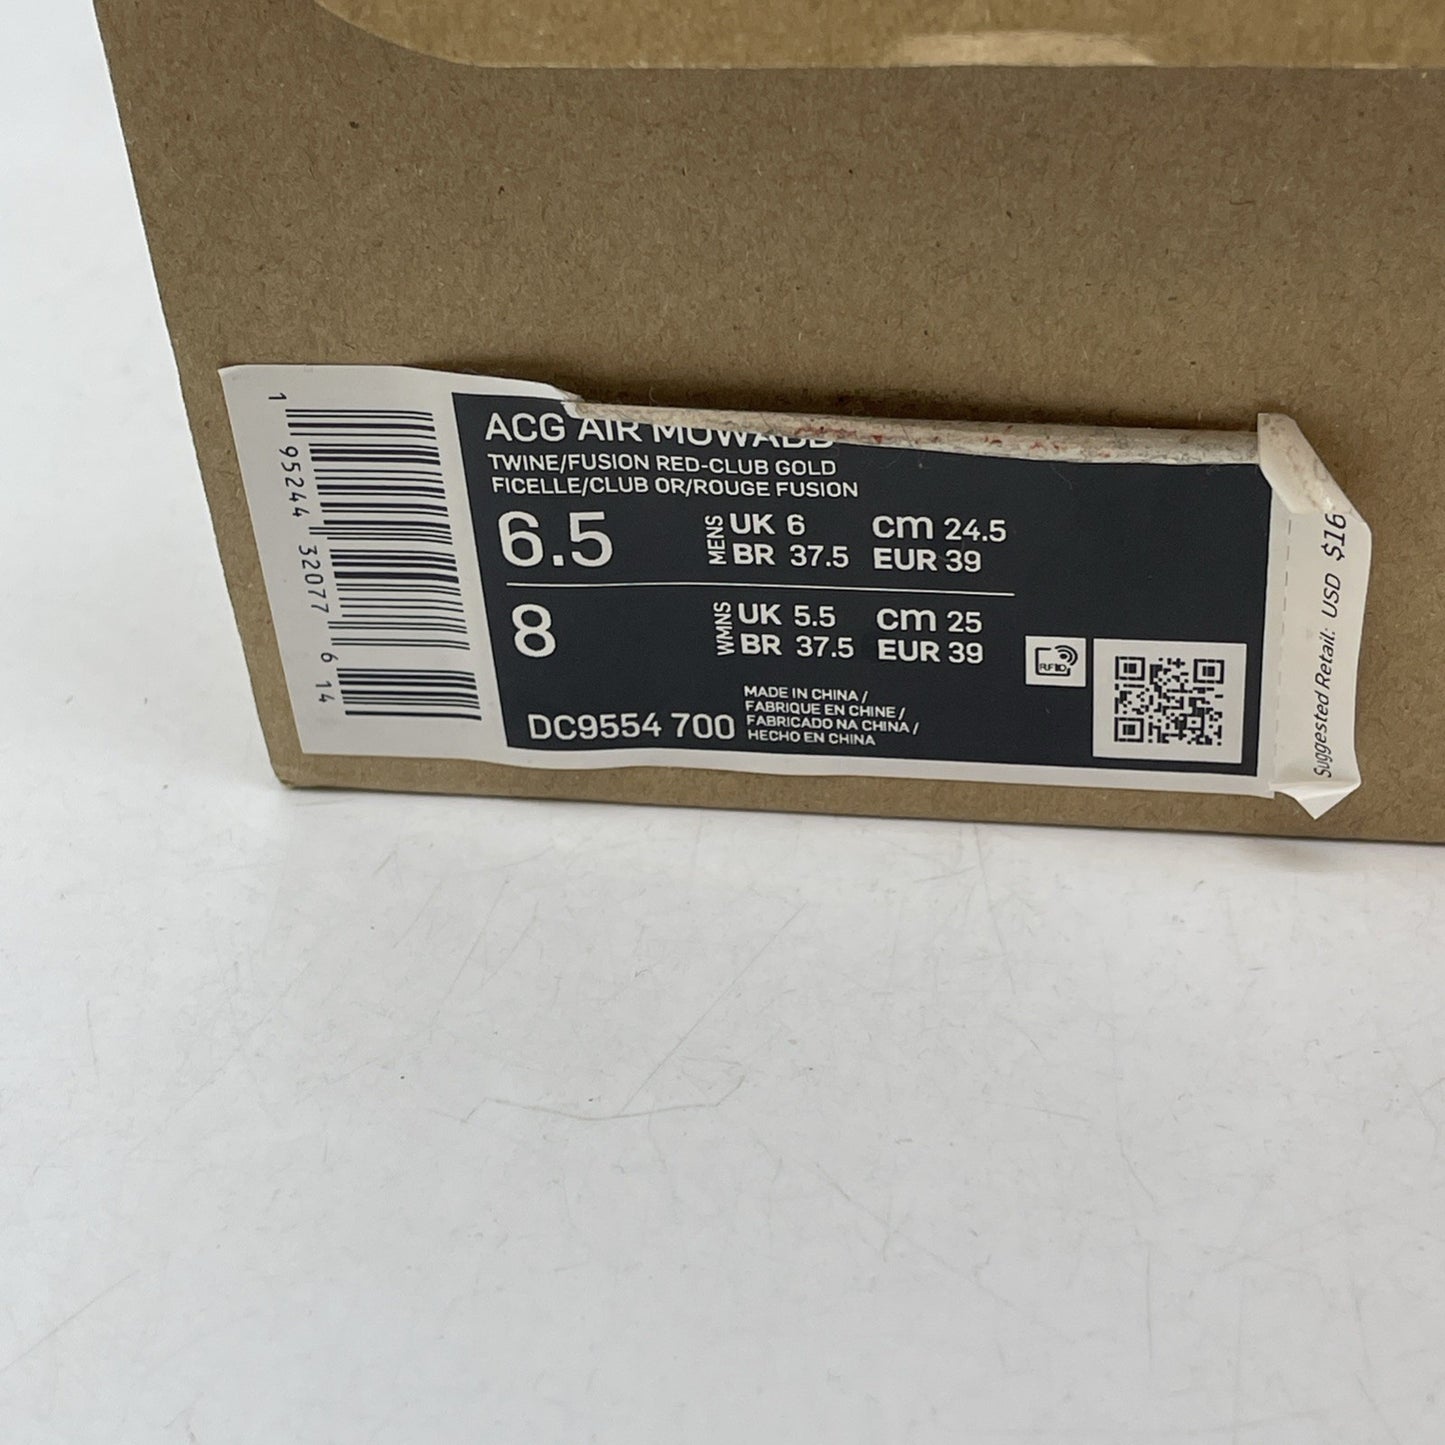 ACG AIR MOWABB
TWINE/FUSION RED-CLUB GOLD
FICELLE/CLUB OR/ROUGE FUSION
6.5 MENS UK 6 cm 24.5
BR 37.5 EUR 39
8 WMNS UK 5.5 cm 25
BR 37.5 EUR 39
DC9554 700
MADE IN CHINA /
FABRIQUE EN CHINE /
FABRICADO NA CHINA /
HECHO EN CHINA
RFID
1 95244 32077 6 14
Suggested Retail: USD $16